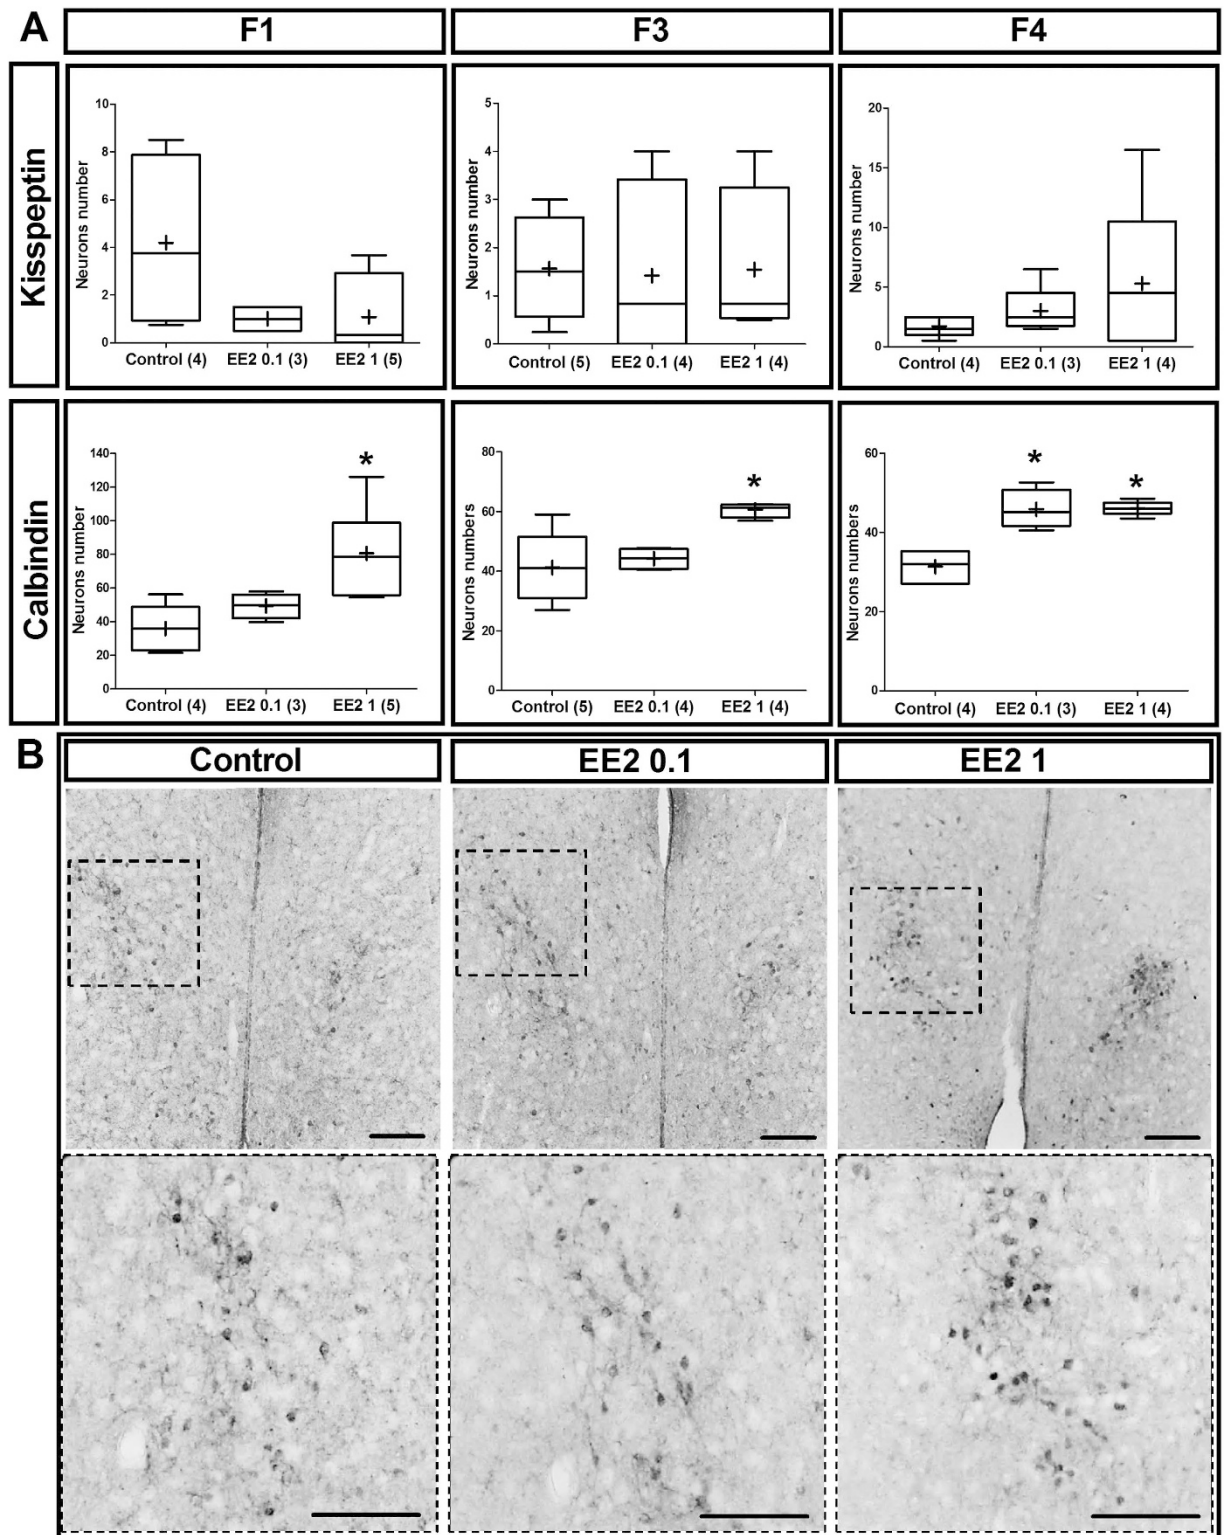 A
F1
F3
F4
Kisspeptin
Neurons number
10
8
6
4
2
0
Control (4)
EE2 0.1 (3)
EE2 1 (5)
Neurons number
5
4
3
2
1
0
Control (5)
EE2 0.1 (4)
EE2 1 (4)
Neurons number
20
15
10
5
0
Control (4)
EE2 0.1 (3)
EE2 1 (4)
Calbindin
Neurons number
140
120
100
80
60
40
20
0
*
Control (4)
EE2 0.1 (3)
EE2 1 (5)
Neurons numbers
80
60
40
20
0
*
Control (5)
EE2 0.1 (4)
EE2 1 (4)
Neurons numbers
60
40
20
0
*
*
Control (4)
EE2 0.1 (3)
EE2 1 (4)
B
Control
EE2 0.1
EE2 1